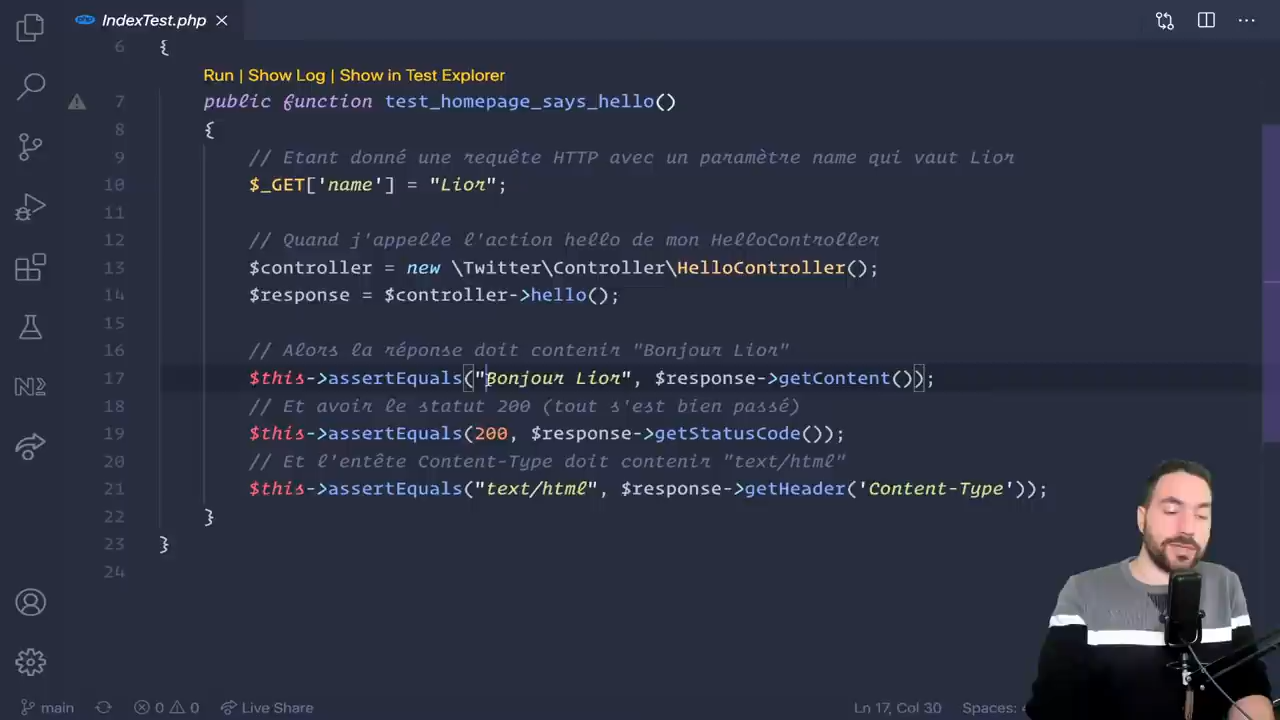 php IndexTest.php
6 {
Run | Show Log | Show in Test Explorer
7 public function test_homepage_says_hello()
8 {
9 // Etant donné une requête HTTP avec un paramètre name qui vaut Lior
10 $_GET['name'] = "Lior";
11
12 // Quand j'appelle l'action hello de mon HelloController
13 $controller = new \Twitter\Controller\HelloController();
14 $response = $controller->hello();
15
16 // Alors la réponse doit contenir "Bonjour Lior"
17 $this->assertEquals("Bonjour Lior", $response->getContent());
18 // Et avoir le statut 200 (tout s'est bien passé)
19 $this->assertEquals(200, $response->getStatusCode());
20 // Et l'entête Content-Type doit contenir "text/html"
21 $this->assertEquals("text/html", $response->getHeader('Content-Type'));
22 }
23 }
24
main 0 0 Live Share Ln 17, Col 30 Spaces: